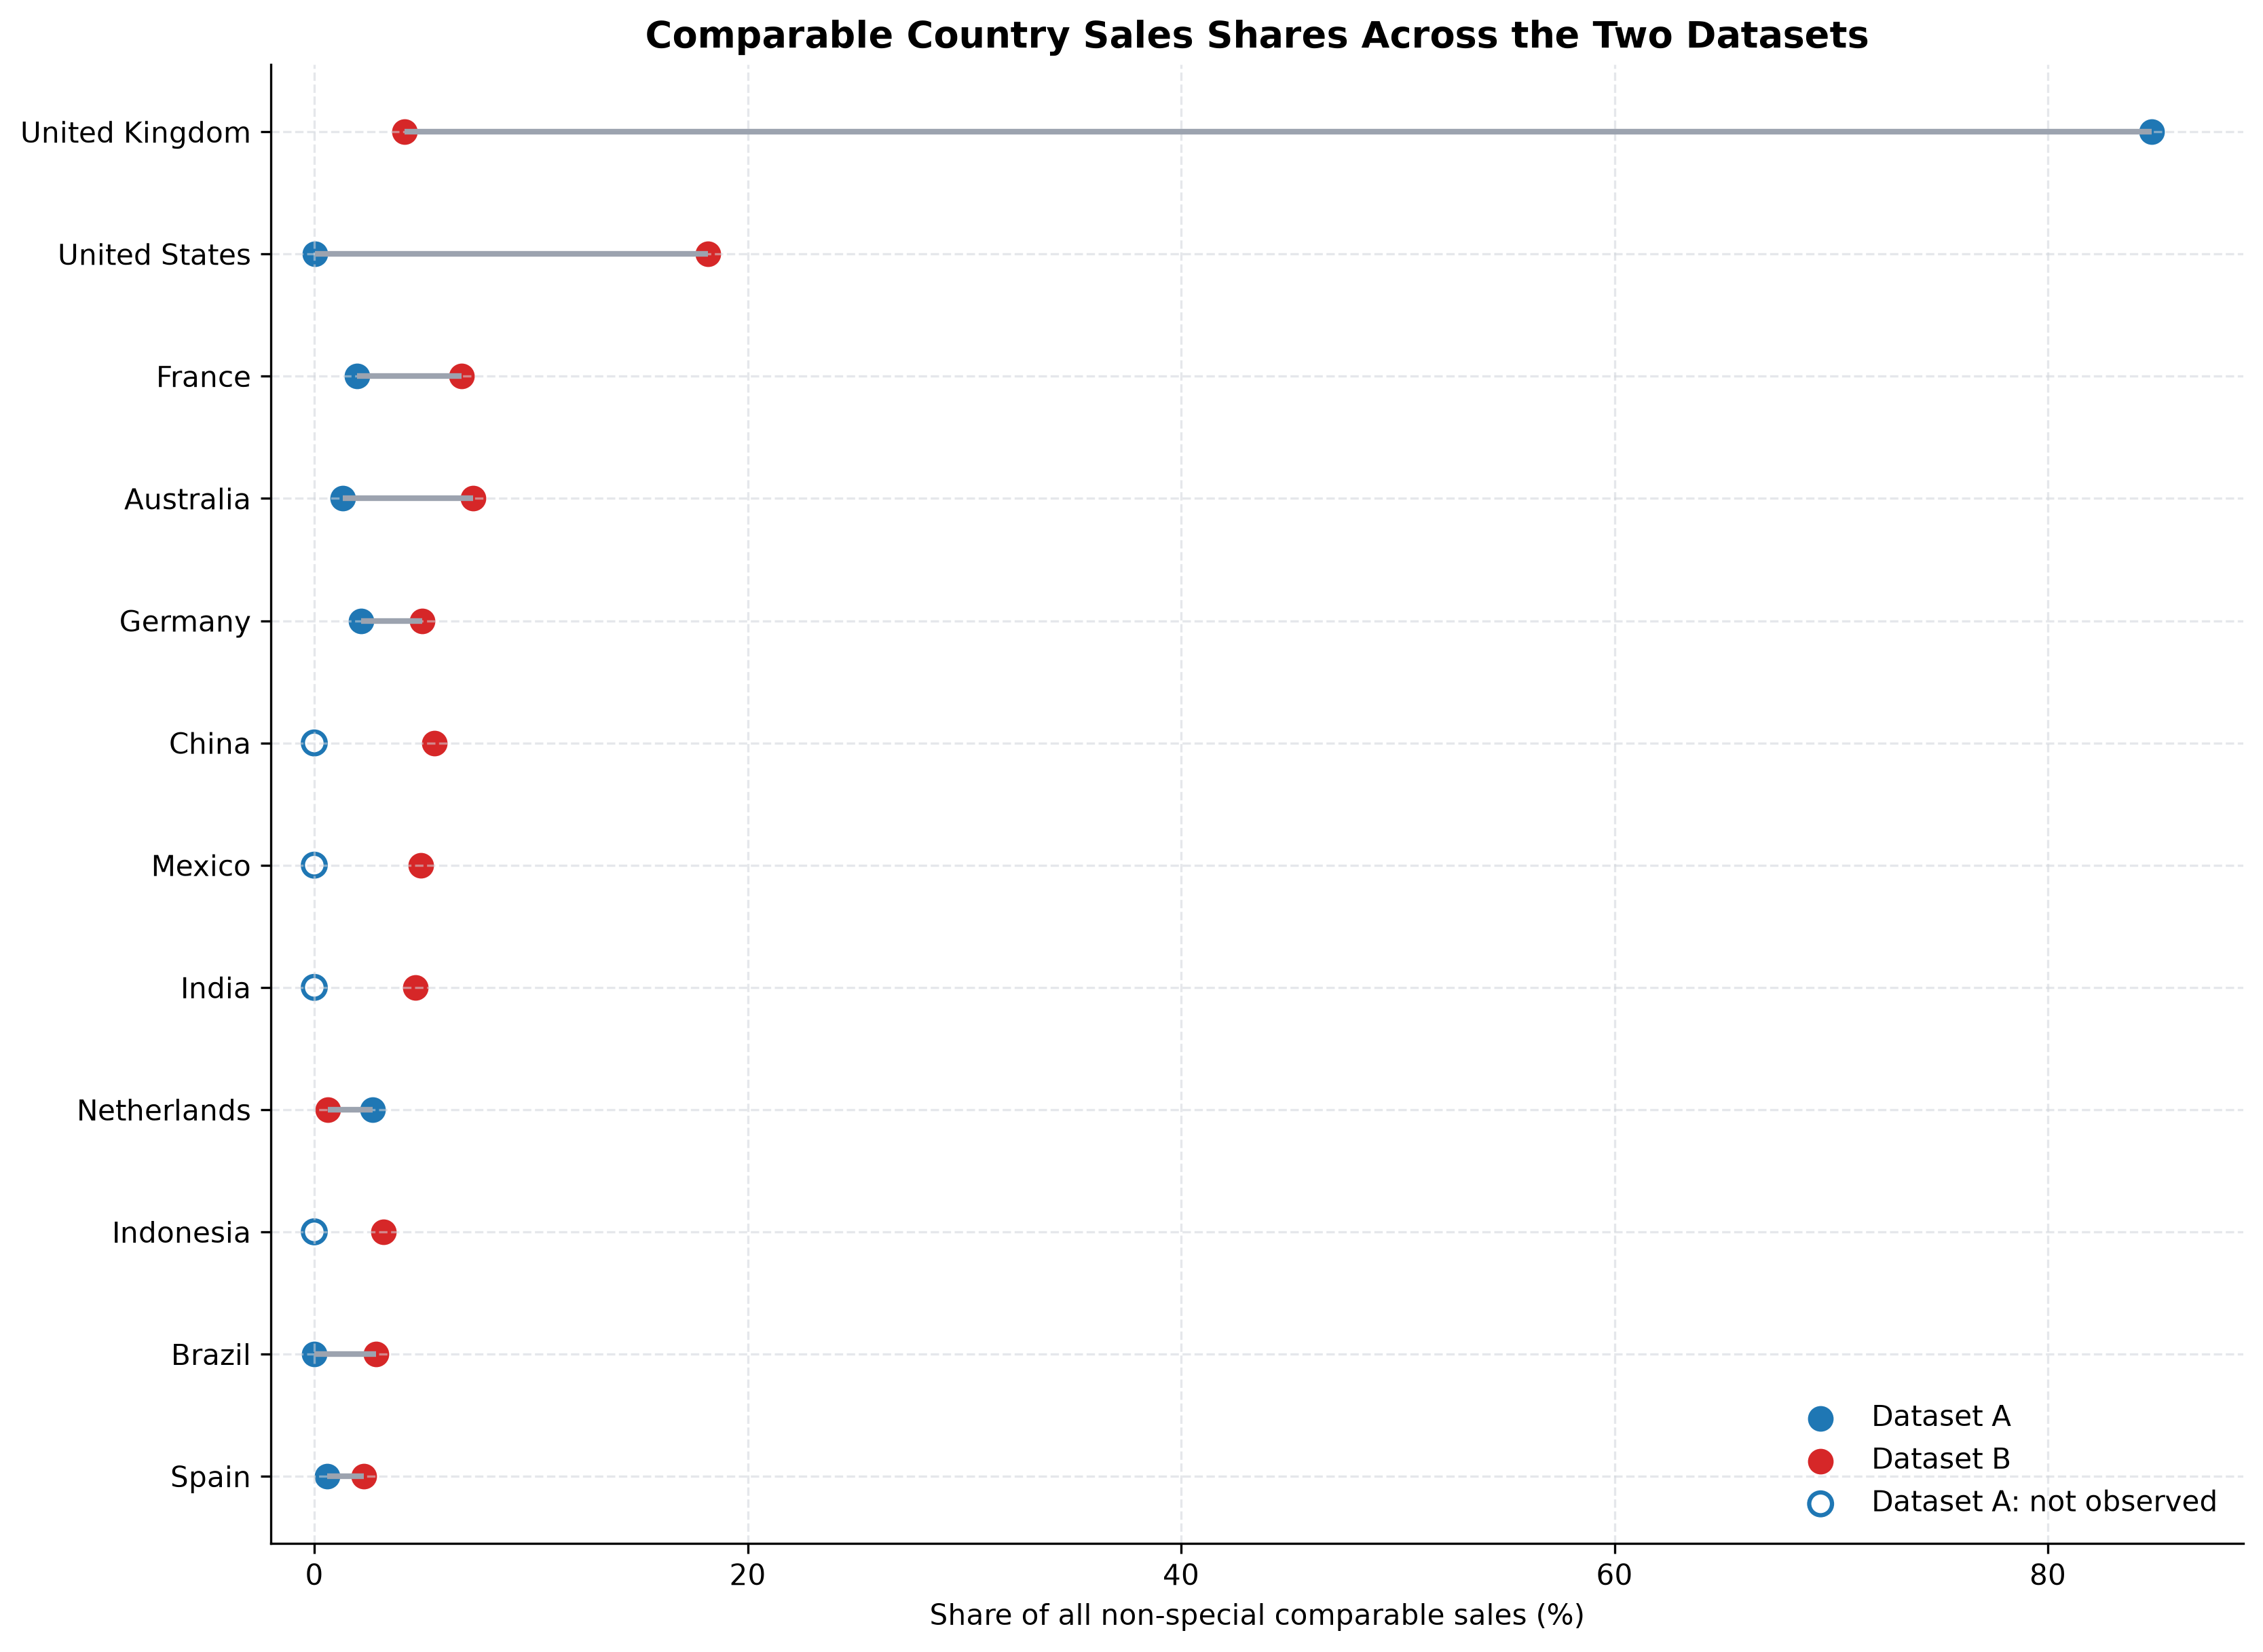 Comparable Country Sales Shares Across the Two Datasets
United Kingdom
United States
France
Australia
Germany
China
Mexico
India
Netherlands
Indonesia
Brazil
Spain
Dataset A
Dataset B
Dataset A: not observed
0 20 40 60 80
Share of all non-special comparable sales (%)